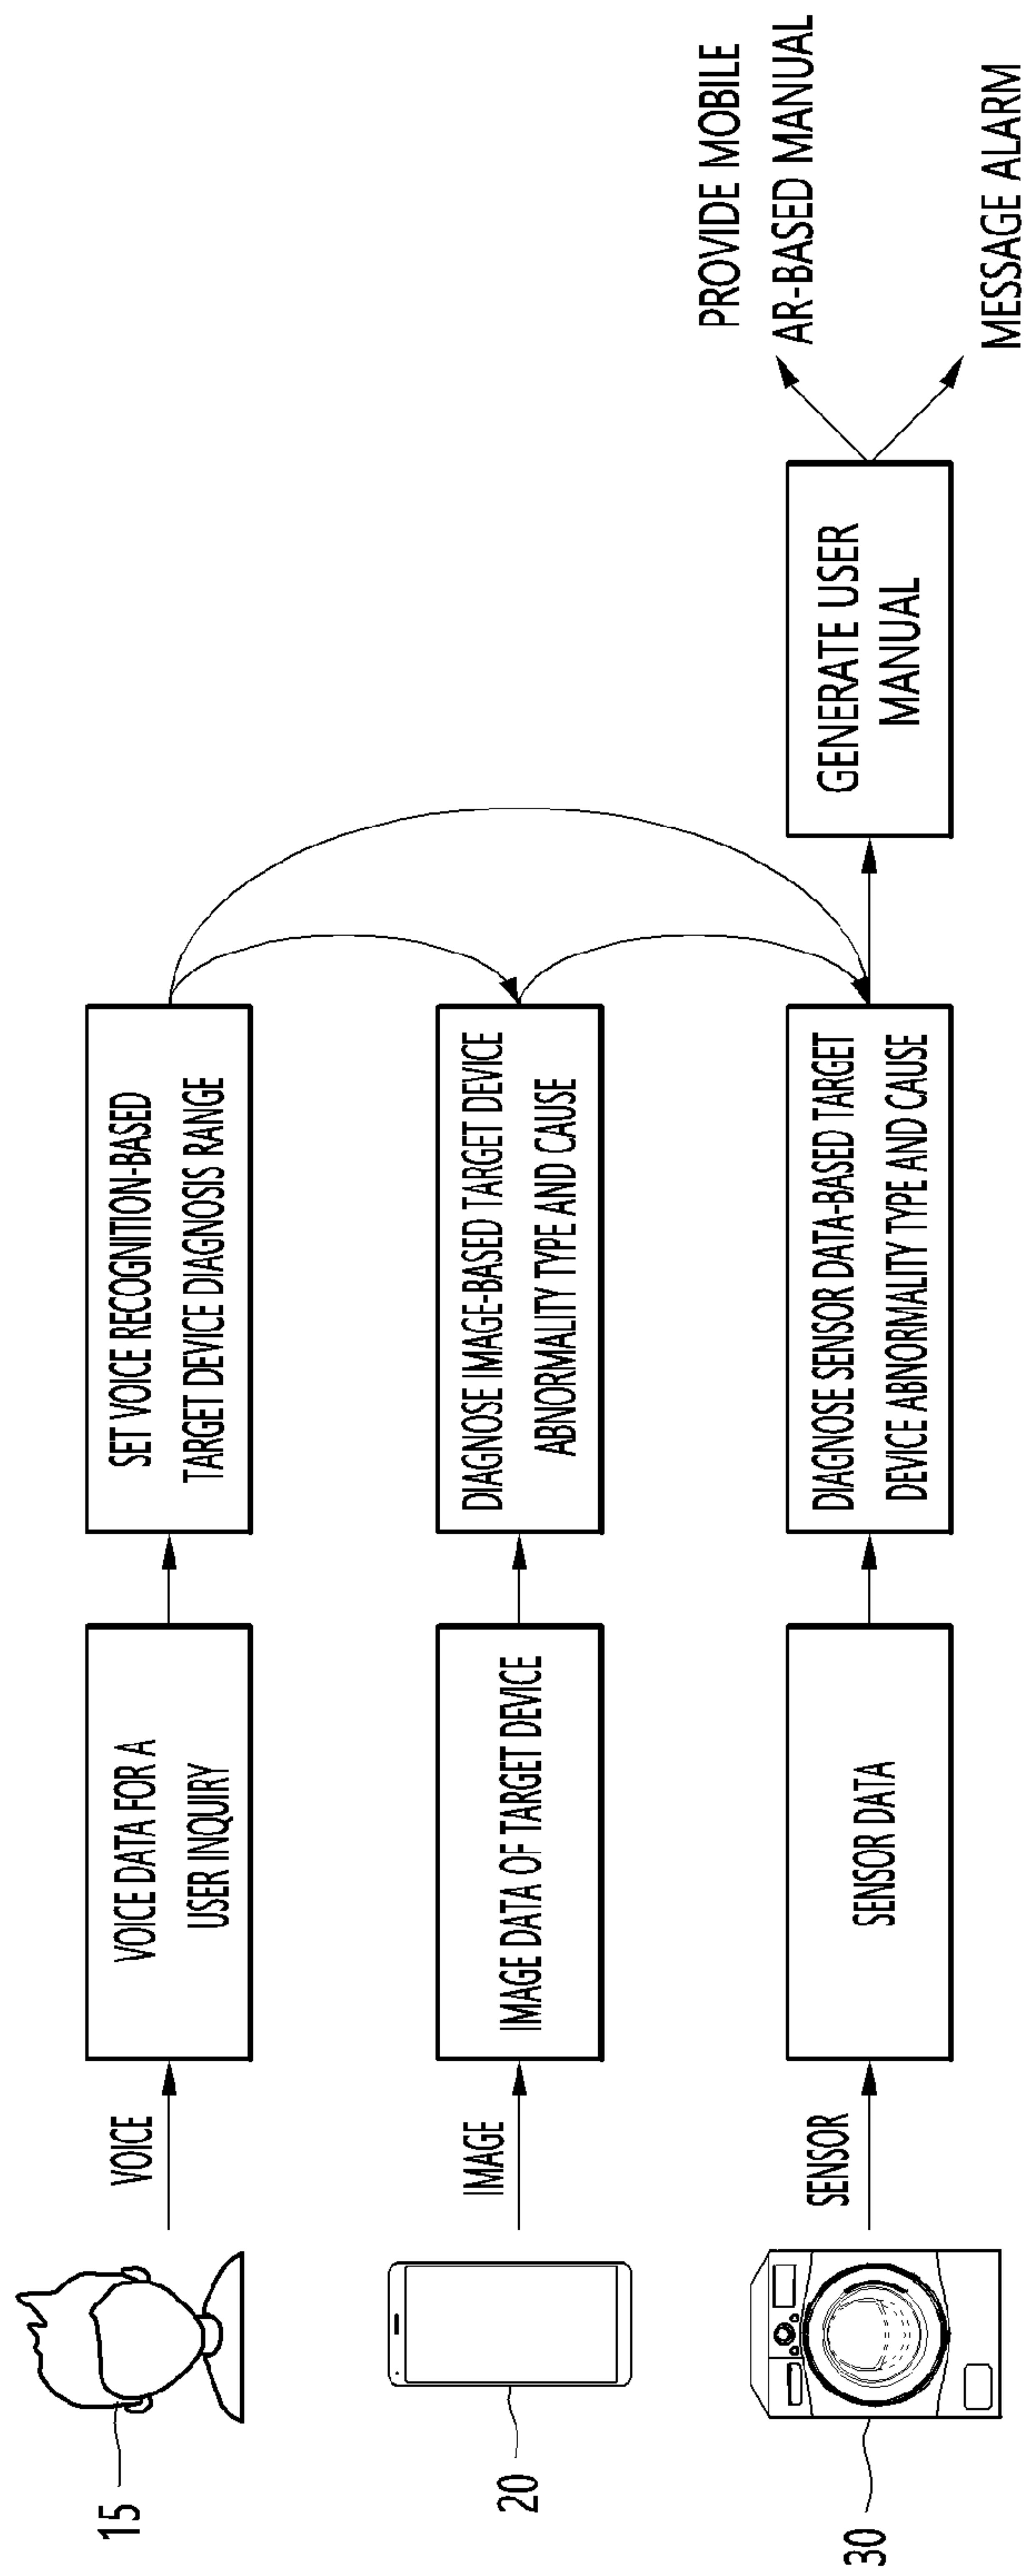 15
VOICE
VOICE DATA FOR A
USER INQUIRY
SET VOICE RECOGNITION-BASED
TARGET DEVICE DIAGNOSIS RANGE
20
IMAGE
IMAGE DATA OF TARGET DEVICE
DIAGNOSE IMAGE-BASED TARGET DEVICE
ABNORMALITY TYPE AND CAUSE
30
SENSOR
SENSOR DATA
DIAGNOSE SENSOR DATA-BASED TARGET
DEVICE ABNORMALITY TYPE AND CAUSE
GENERATE USER
MANUAL
PROVIDE MOBILE
AR-BASED MANUAL
MESSAGE ALARM